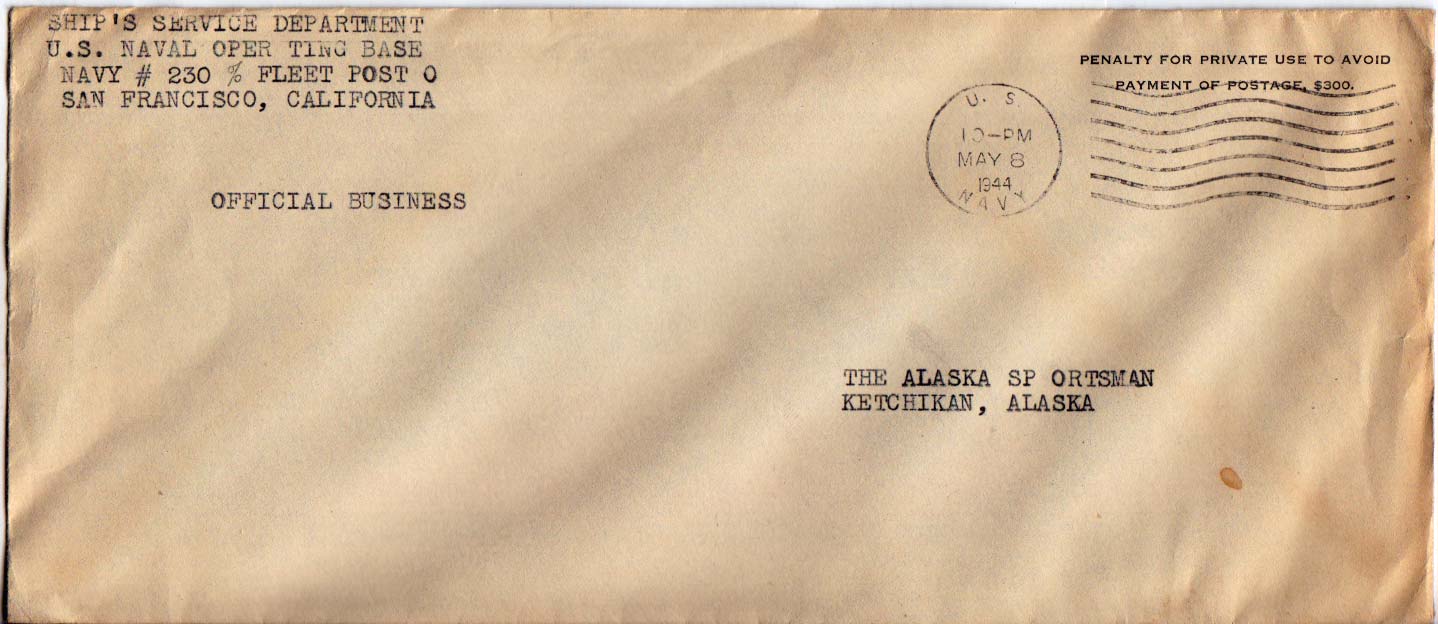 SHIP'S SERVICE DEPARTMENT
U.S. NAVAL OPER TING BASE
NAVY # 230 % FLEET POST O
SAN FRANCISCO, CALIFORNIA
OFFICIAL BUSINESS
PENALTY FOR PRIVATE USE TO AVOID
PAYMENT OF POSTAGE, $300.
U. S.
10-PM
MAY 8
1944
NAVY
THE ALASKA SP ORTSMAN
KETCHIKAN, ALASKA